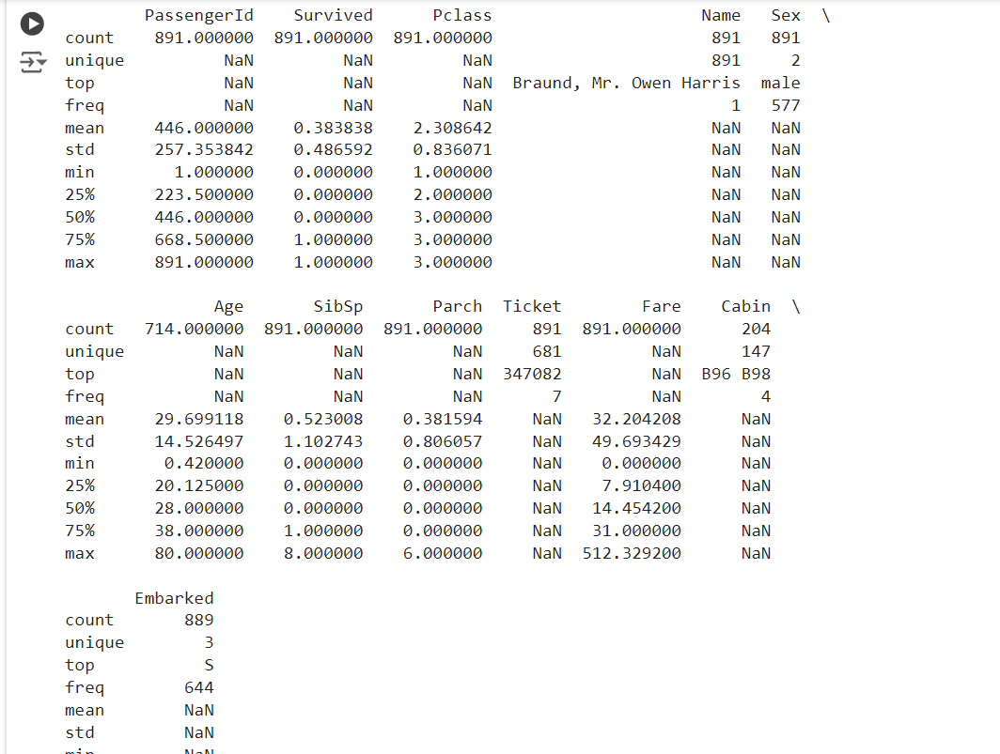 PassengerId Survived Pclass Name Sex \
count 891.000000 891.000000 891.000000 891 891
unique NaN NaN NaN 891 2
top NaN NaN NaN Braund, Mr. Owen Harris male
freq NaN NaN NaN 1 577
mean 446.000000 0.383838 2.308642 NaN NaN
std 257.353842 0.486592 0.836071 NaN NaN
min 1.000000 0.000000 1.000000 NaN NaN
25% 223.500000 0.000000 2.000000 NaN NaN
50% 446.000000 0.000000 3.000000 NaN NaN
75% 668.500000 1.000000 3.000000 NaN NaN
max 891.000000 1.000000 3.000000 NaN NaN
Age SibSp Parch Ticket Fare Cabin \
count 714.000000 891.000000 891.000000 891 891.000000 204
unique NaN NaN NaN 681 NaN 147
top NaN NaN NaN 347082 NaN B96 B98
freq NaN NaN NaN 7 NaN 4
mean 29.699118 0.523008 0.381594 NaN 32.204208 NaN
std 14.526497 1.102743 0.806057 NaN 49.693429 NaN
min 0.420000 0.000000 0.000000 NaN 0.000000 NaN
25% 20.125000 0.000000 0.000000 NaN 7.910400 NaN
50% 28.000000 0.000000 0.000000 NaN 14.454200 NaN
75% 38.000000 1.000000 0.000000 NaN 31.000000 NaN
max 80.000000 8.000000 6.000000 NaN 512.329200 NaN
Embarked
count 889
unique 3
top S
freq 644
mean NaN
std NaN
min NaN